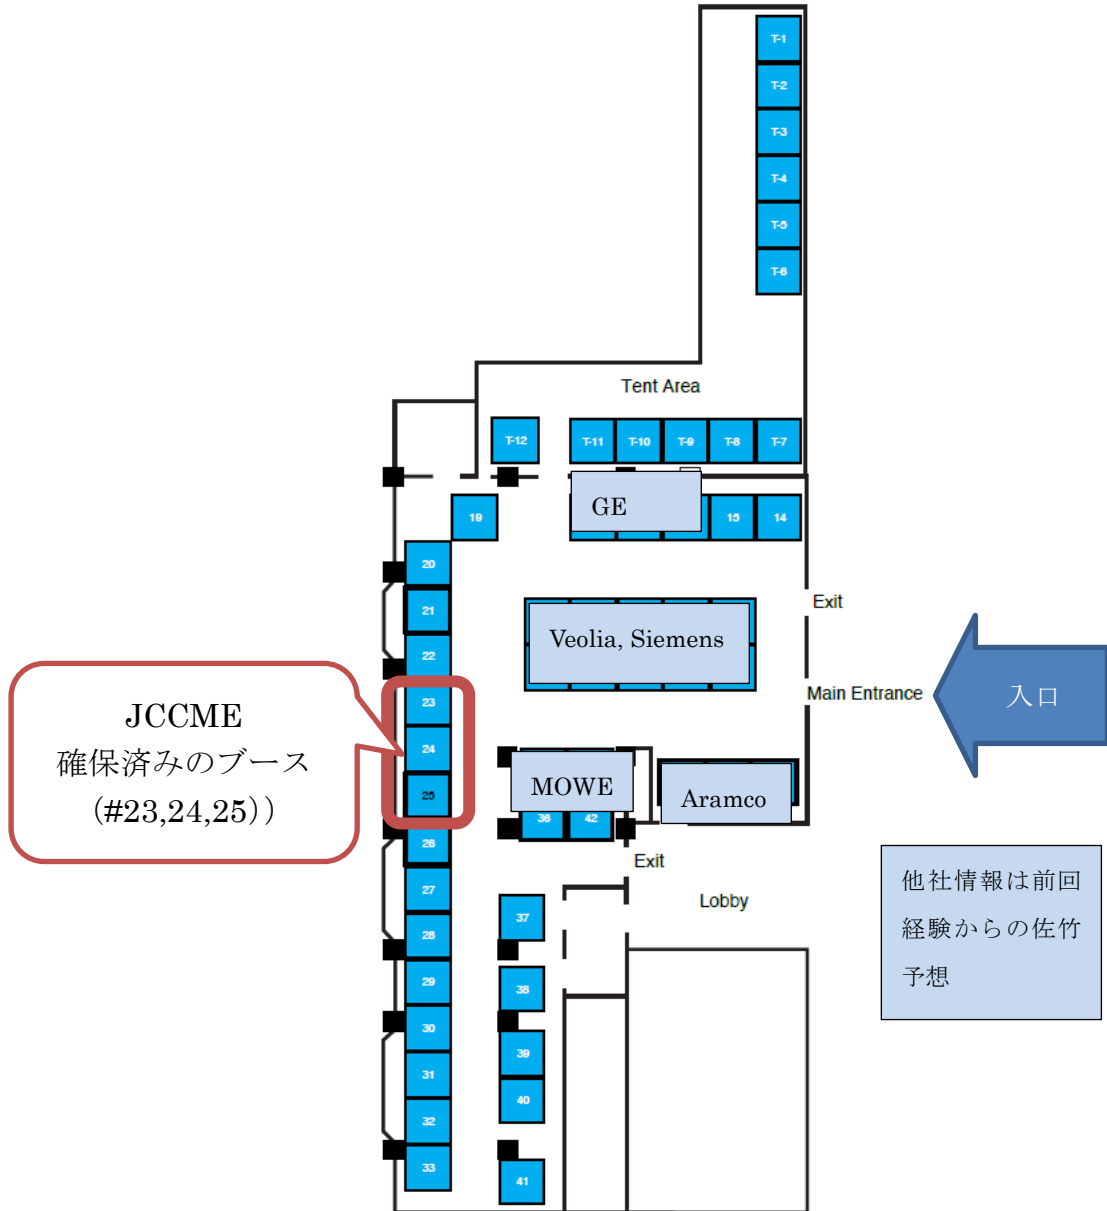 T-1
T-2
T-3
T-4
T-5
T-6
Tent Area
T-12
T-11
T-10
T-9
T-8
T-7
GE
19
15
14
20
21
22
23
24
25
26
27
28
29
30
31
32
33
Veolia, Siemens
Exit
Main Entrance
入口
JCCME
確保済みのブース
(#23,24,25))
MOWE
Aramco
36
42
Exit
Lobby
37
38
39
40
41
他社情報は前回
経験からの佐竹
予想